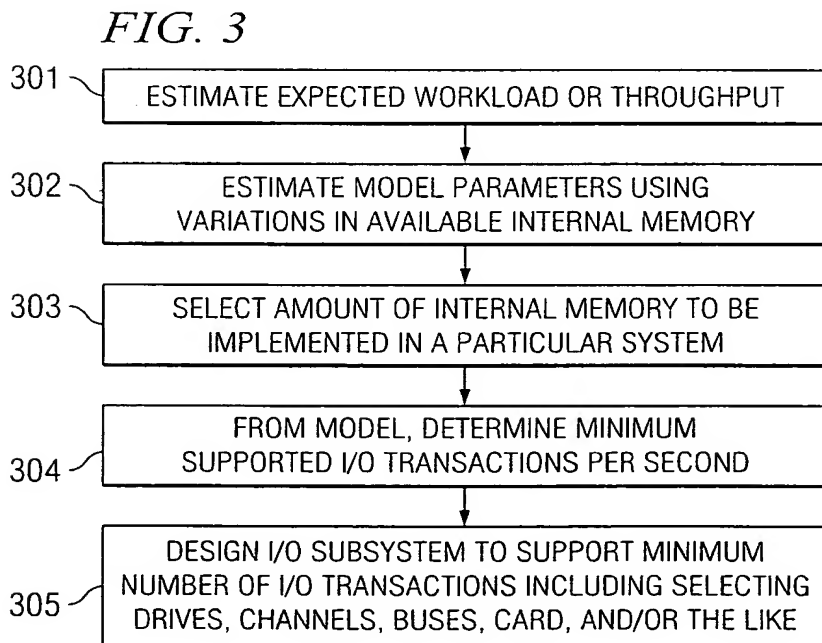 FIG. 3
301
ESTIMATE EXPECTED WORKLOAD OR THROUGHPUT
302
ESTIMATE MODEL PARAMETERS USING
VARIATIONS IN AVAILABLE INTERNAL MEMORY
303
SELECT AMOUNT OF INTERNAL MEMORY TO BE
IMPLEMENTED IN A PARTICULAR SYSTEM
304
FROM MODEL, DETERMINE MINIMUM
SUPPORTED I/O TRANSACTIONS PER SECOND
305
DESIGN I/O SUBSYSTEM TO SUPPORT MINIMUM
NUMBER OF I/O TRANSACTIONS INCLUDING SELECTING
DRIVES, CHANNELS, BUSES, CARD, AND/OR THE LIKE